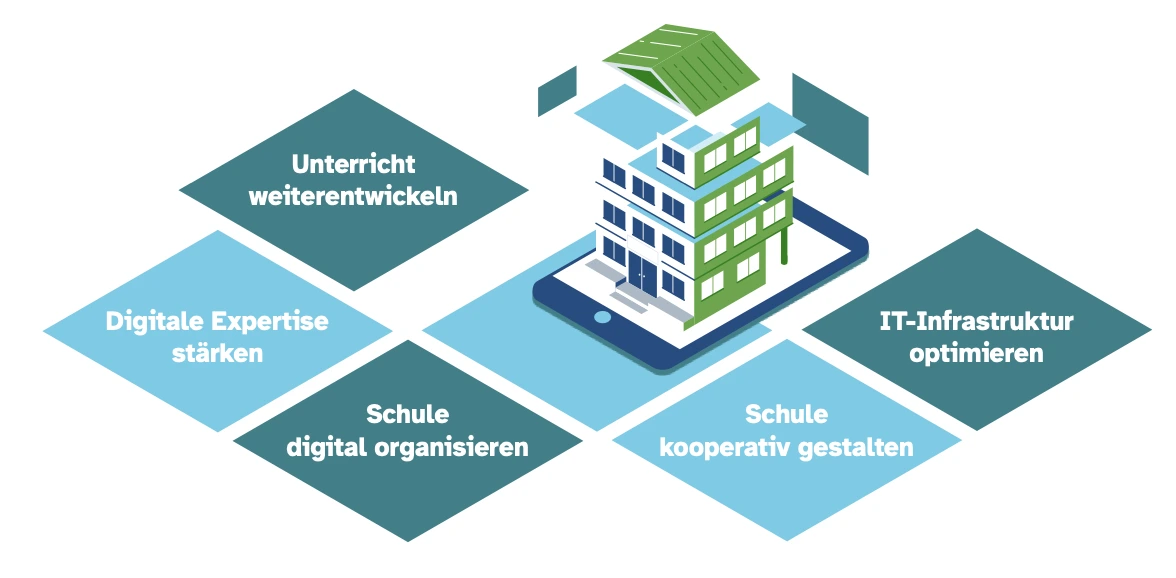 Unterricht
weiterentwickeln
Digitale Expertise
stärken
Schule
digital organisieren
Schule
kooperativ gestalten
IT-Infrastruktur
optimieren